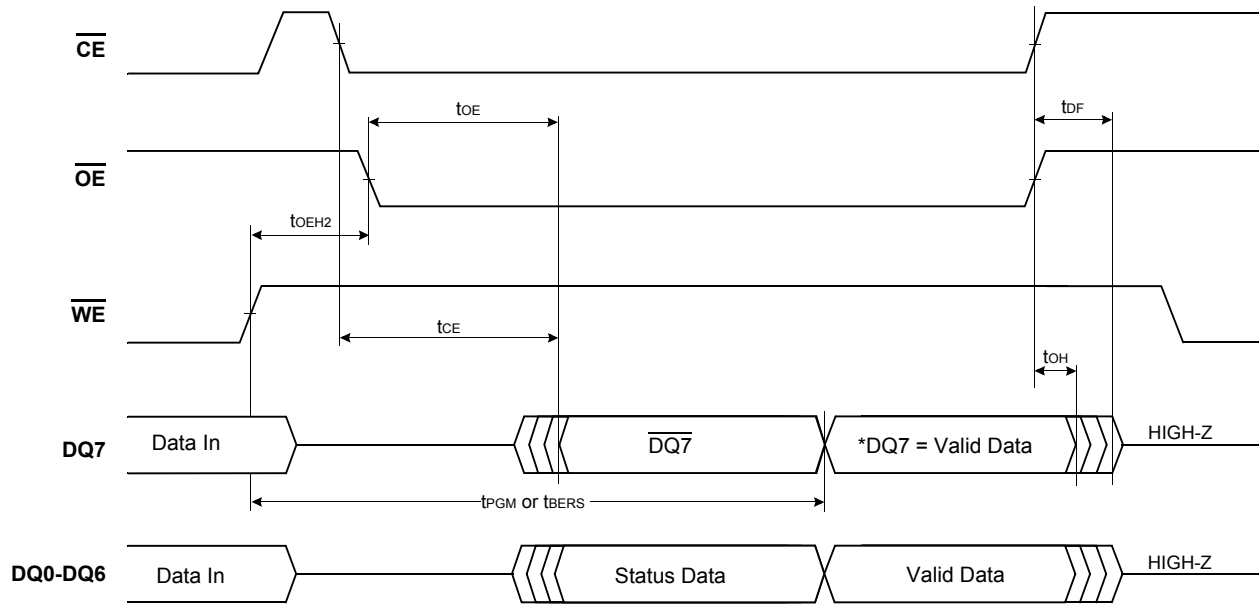 CE
tOE
tDF
OE
tOEH2
WE
tCE
tOH
DQ7
Data In
DQ7
*DQ7 = Valid Data
HIGH-Z
tPGM or tBERS
DQ0-DQ6
Data In
Status Data
Valid Data
HIGH-Z